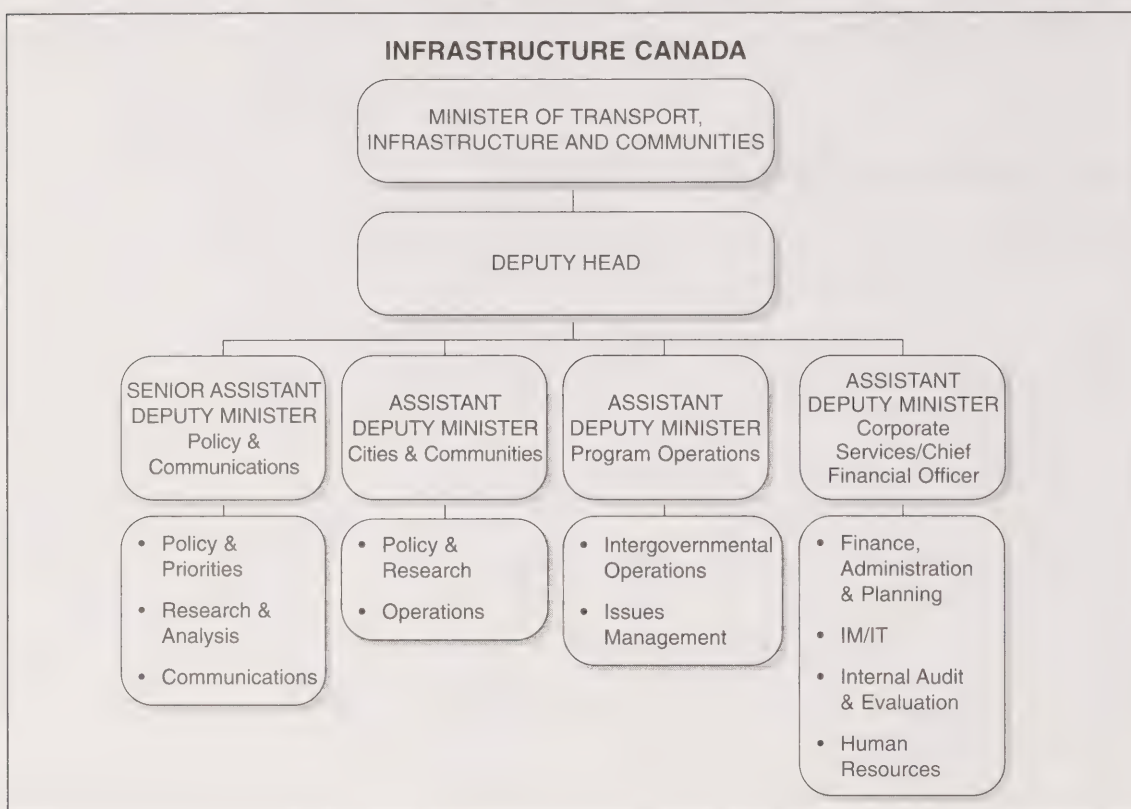 INFRASTRUCTURE CANADA
MINISTER OF TRANSPORT,
INFRASTRUCTURE AND COMMUNITIES
DEPUTY HEAD
SENIOR ASSISTANT
DEPUTY MINISTER
Policy &
Communications
ASSISTANT
DEPUTY MINISTER
Cities & Communities
ASSISTANT
DEPUTY MINISTER
Program Operations
ASSISTANT
DEPUTY MINISTER
Corporate
Services/Chief
Financial Officer
• Policy &
Priorities
• Research &
Analysis
• Communications
• Policy &
Research
• Operations
• Intergovernmental
Operations
• Issues
Management
• Finance,
Administration
& Planning
• IM/IT
• Internal Audit
& Evaluation
• Human
Resources